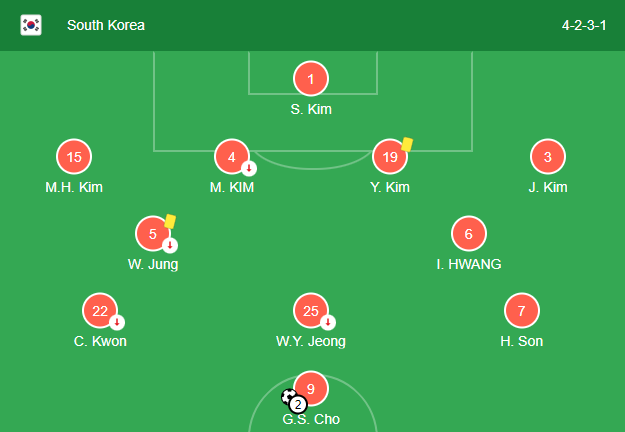 South Korea
4-2-3-1
1
S. Kim
15
4
19
3
M.H. Kim
M. KIM
Y. Kim
J. Kim
5
6
W. Jung
I. HWANG
22
25
7
C. Kwon
W.Y. Jeong
H. Son
9
2
G.S. Cho